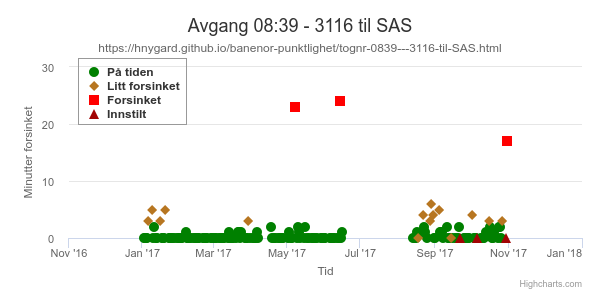 Avgang 08:39 - 3116 til SAS
https://hnygard.github.io/banenor-punktlighet/tognr-0839---3116-til-SAS.html
Minutter forsinket
30
20
10
0
På tiden
Litt forsinket
Forsinket
Innstilt
Nov '16 Jan '17 Mar '17 May '17 Jul '17 Sep '17 Nov '17 Jan '18
Tid
Highcharts.com